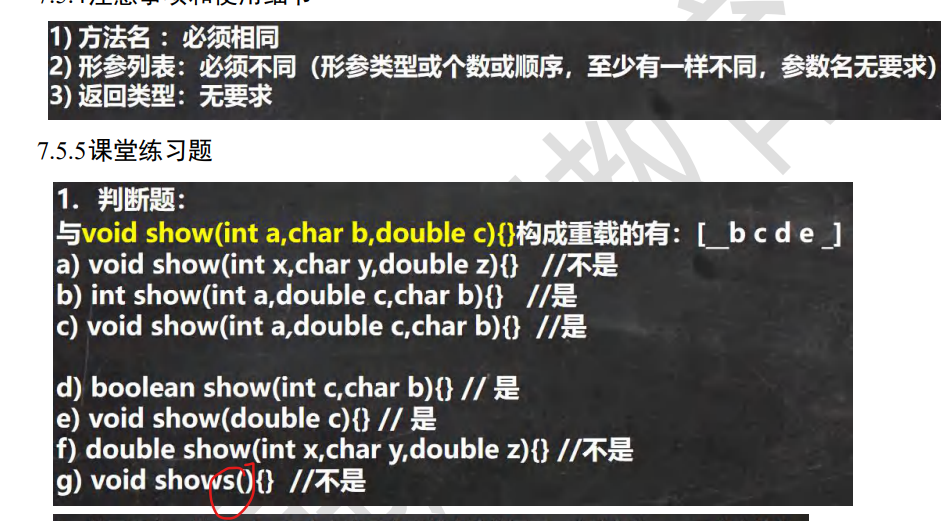 7.5.4注意事项和使用细节
1) 方法名 ：必须相同
2) 形参列表：必须不同（形参类型或个数或顺序，至少有一样不同，参数名无要求）
3) 返回类型：无要求
7.5.5课堂练习题
1. 判断题：
与void show(int a,char b,double c){}构成重载的有：[__b c d e _]
a) void show(int x,char y,double z){} //不是
b) int show(int a,double c,char b){} //是
c) void show(int a,double c,char b){} //是
d) boolean show(int c,char b){} // 是
e) void show(double c){} // 是
f) double show(int x,char y,double z){} //不是
g) void shows(){} //不是